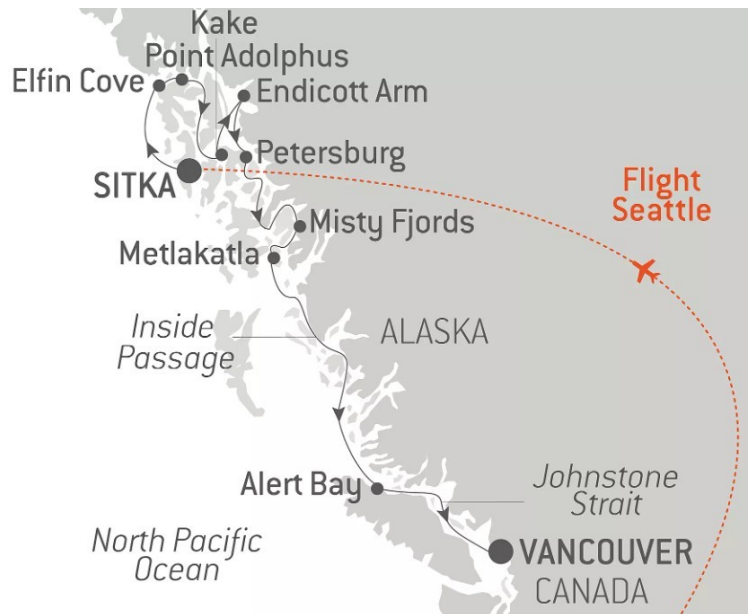 Kake
Point Adolphus
Elfin Cove
Endicott Arm
Petersburg
SITKA
Flight
Seattle
Misty Fjords
Metlakatla
Inside
Passage
ALASKA
Alert Bay
Johnstone
Strait
North Pacific
Ocean
VANCOUVER
CANADA